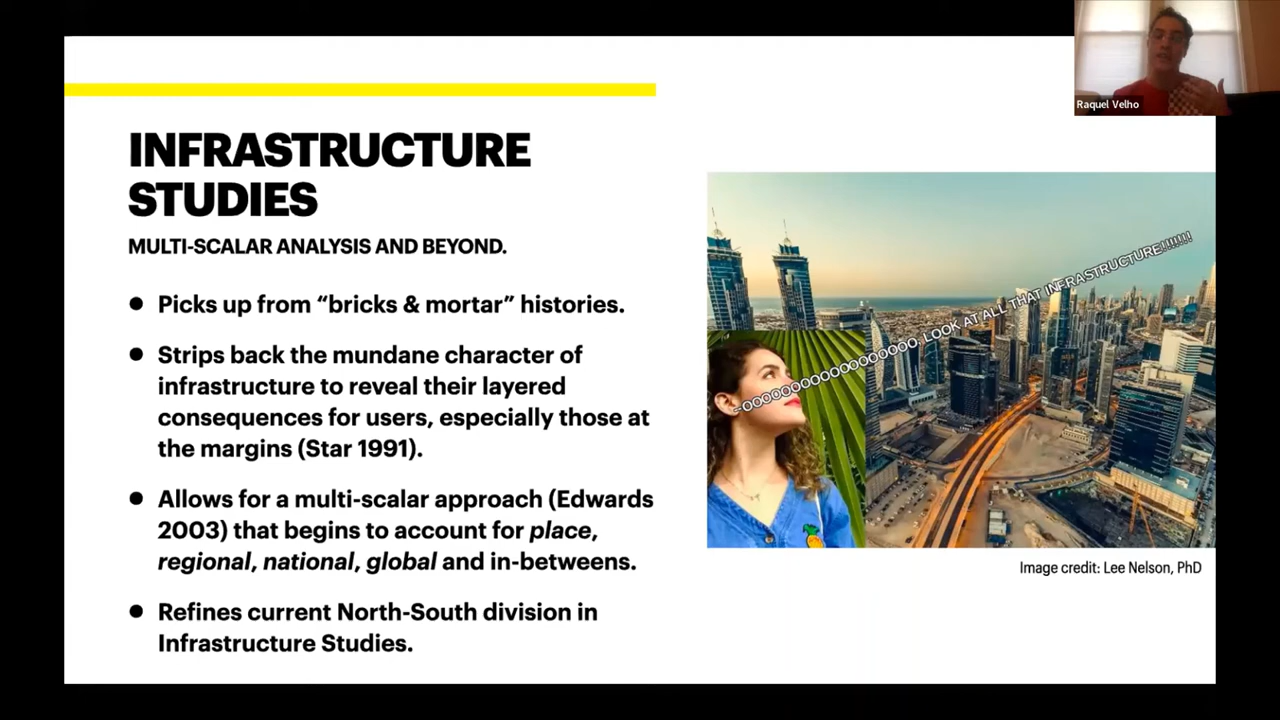 Raquel Velho
INFRASTRUCTURE
STUDIES
MULTI-SCALAR ANALYSIS AND BEYOND.
● Picks up from “bricks & mortar” histories.
● Strips back the mundane character of
infrastructure to reveal their layered
consequences for users, especially those at
the margins (Star 1991).
● Allows for a multi-scalar approach (Edwards
2003) that begins to account for place,
regional, national, global and in-betweens.
● Refines current North-South division in
Infrastructure Studies.
~OOOOOOOOOOOOOOOOOO, LOOK AT ALL THAT INFRASTRUCTURE!!!!!!!
Image credit: Lee Nelson, PhD